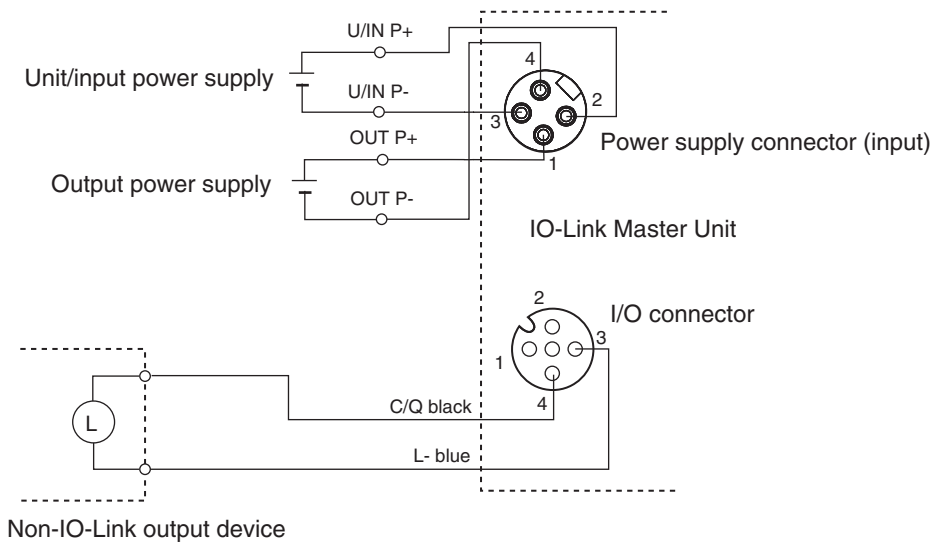 U/IN P+
4
Unit/input power supply
2
U/IN P-
3
Power supply connector (input)
OUT P+
1
Output power supply
OUT P-
IO-Link Master Unit
2
I/O connector
3
1
C/Q black
4
L
L- blue
Non-IO-Link output device